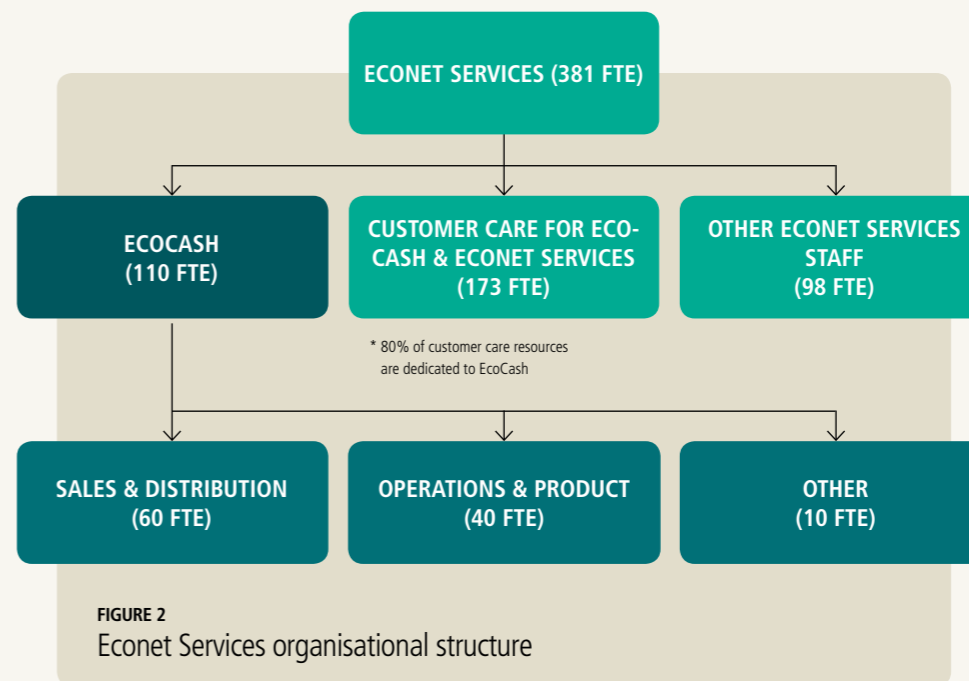 ECONET SERVICES (381 FTE)
ECOCASH
(110 FTE)
CUSTOMER CARE FOR ECO-
CASH & ECONET SERVICES
(173 FTE)
OTHER ECONET SERVICES
STAFF
(98 FTE)
* 80% of customer care resources
are dedicated to EcoCash
SALES & DISTRIBUTION
(60 FTE)
OPERATIONS & PRODUCT
(40 FTE)
OTHER
(10 FTE)
FIGURE 2
Econet Services organisational structure